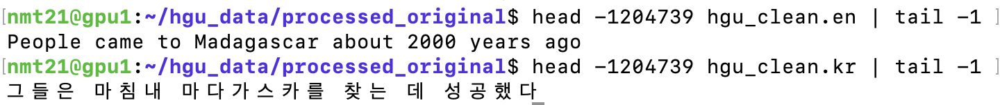 [nmt21@gpu1:~/hgu_data/processed_original$ head -1204739 hgu_clean.en | tail -1 ]
People came to Madagascar about 2000 years ago
[nmt21@gpu1:~/hgu_data/processed_original$ head -1204739 hgu_clean.kr | tail -1 ]
그들은 마침내 마다가스카를 찾는 데 성공했다